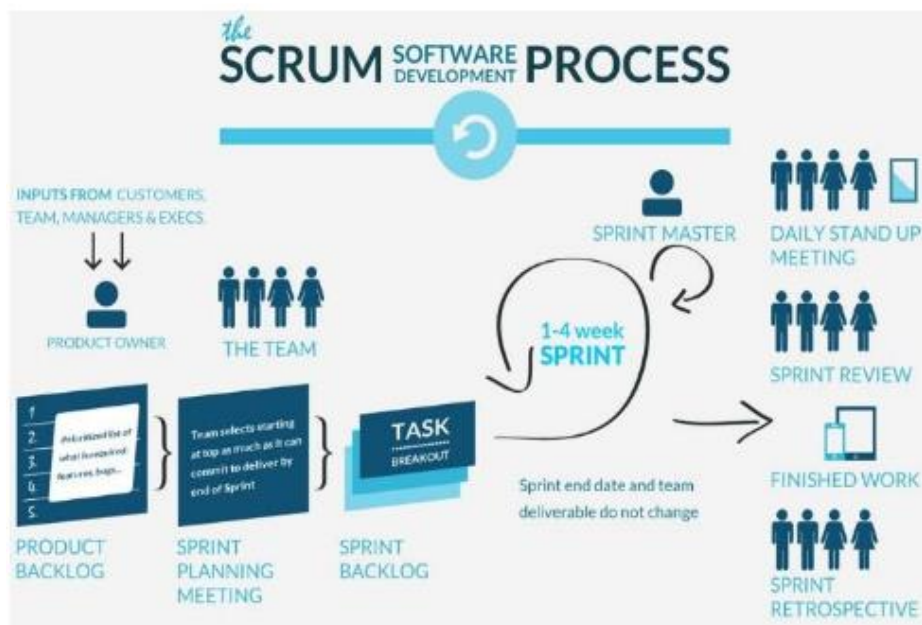 the
SCRUM SOFTWARE DEVELOPMENT PROCESS
INPUTS FROM CUSTOMERS,
TEAM, MANAGERS & EXECS
PRODUCT OWNER
THE TEAM
SPRINT MASTER
1-4 week
SPRINT
DAILY STAND UP
MEETING
SPRINT REVIEW
FINISHED WORK
SPRINT
RETROSPECTIVE
1
2.
3.
4.
5.
Prioritized list of
what is required:
features, bugs...
PRODUCT
BACKLOG
Team selects starting
at top as much as it can
commit to deliver by
end of Sprint
SPRINT
PLANNING
MEETING
TASK
BREAKOUT
SPRINT
BACKLOG
Sprint end date and team
deliverable do not change